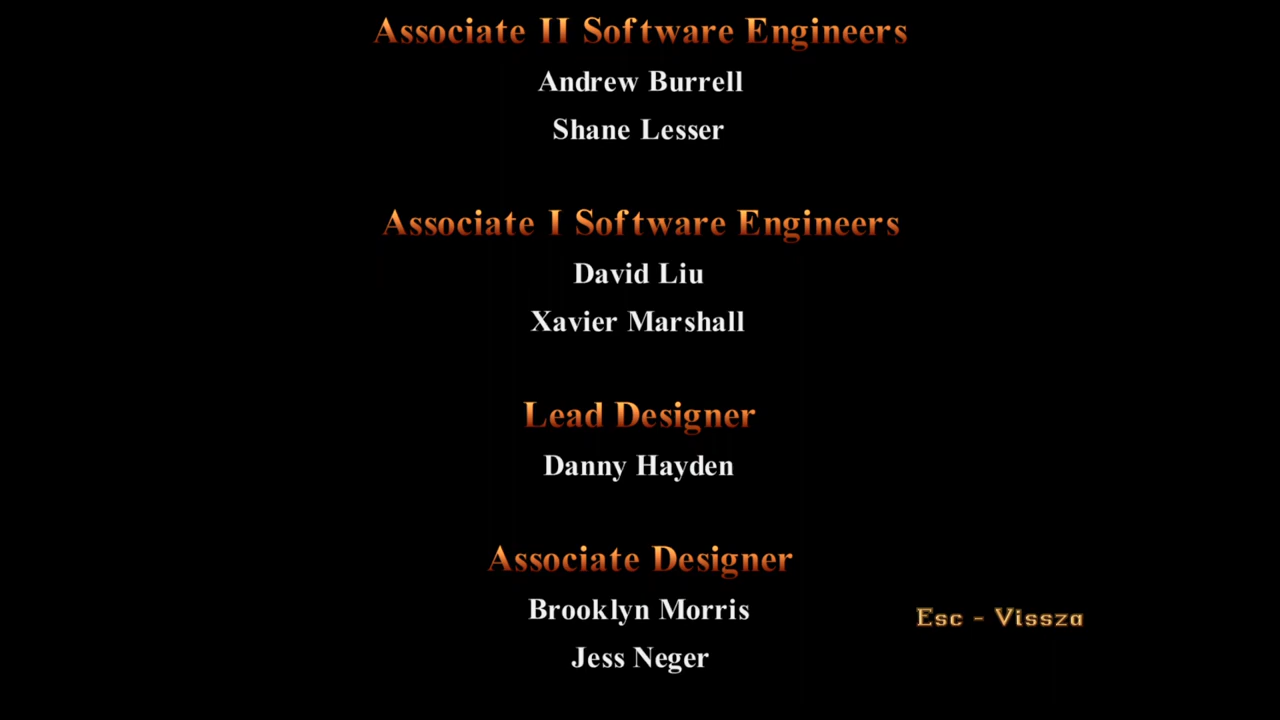 Associate II Software Engineers
Andrew Burrell
Shane Lesser
Associate I Software Engineers
David Liu
Xavier Marshall
Lead Designer
Danny Hayden
Associate Designer
Brooklyn Morris
Esc - Vissza
Jess Neger